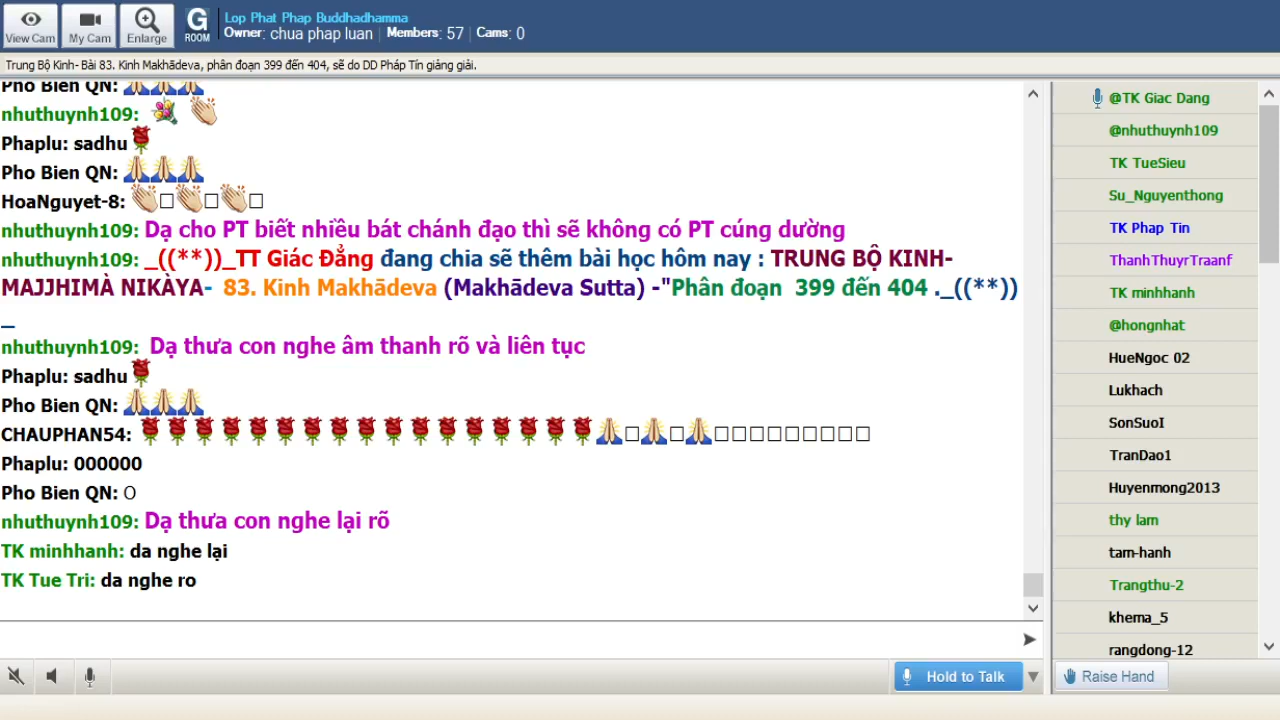 View Cam
My Cam
Enlarge
G
ROOM
Lop Phat Phap Buddhadhamma
Owner: chua phap luan | Members: 57 | Cams: 0
Trung Bộ Kinh- Bài 83. Kinh Makhādeva, phân đoạn 399 đến 404, sẽ do DD Pháp Tín giảng giải.
Pho Bien QN: 🙏🙏🙏
nhuthuynh109: 💐 👏
Phaplu: sadhu🌹
Pho Bien QN: 🙏🙏🙏
HoaNguyet-8: 👏□👏□👏□
nhuthuynh109: Dạ cho PT biết nhiều bát chánh đạo thì sẽ không có PT cúng dường
nhuthuynh109: _((**))_TT Giác Đẳng đang chia sẽ thêm bài học hôm nay : TRUNG BỘ KINH-
MAJJHIMÀ NIKÀYA- 83. Kinh Makhādeva (Makhādeva Sutta) -"Phân đoạn 399 đến 404 ._((**))
_
nhuthuynh109: Dạ thưa con nghe âm thanh rõ và liên tục
Phaplu: sadhu🌹
Pho Bien QN: 🙏🙏🙏
CHAUPHAN54: 🌹🌹🌹🌹🌹🌹🌹🌹🌹🌹🌹🌹🌹🌹🌹🌹🌹🙏□🙏□🙏□□□□□□□□□
Phaplu: 000000
Pho Bien QN: O
nhuthuynh109: Dạ thưa con nghe lại rõ
TK minhhanh: da nghe lại
TK Tue Tri: da nghe ro
Hold to Talk
@TK Giac Dang
@nhuthuynh109
TK TueSieu
Su_Nguyenthong
TK Phap Tin
ThanhThuyrTraanf
TK minhhanh
@hongnhat
HueNgoc 02
Lukhach
SonSuoI
TranDao1
Huyenmong2013
thy lam
tam-hanh
Trangthu-2
khema_5
rangdong-12
Raise Hand